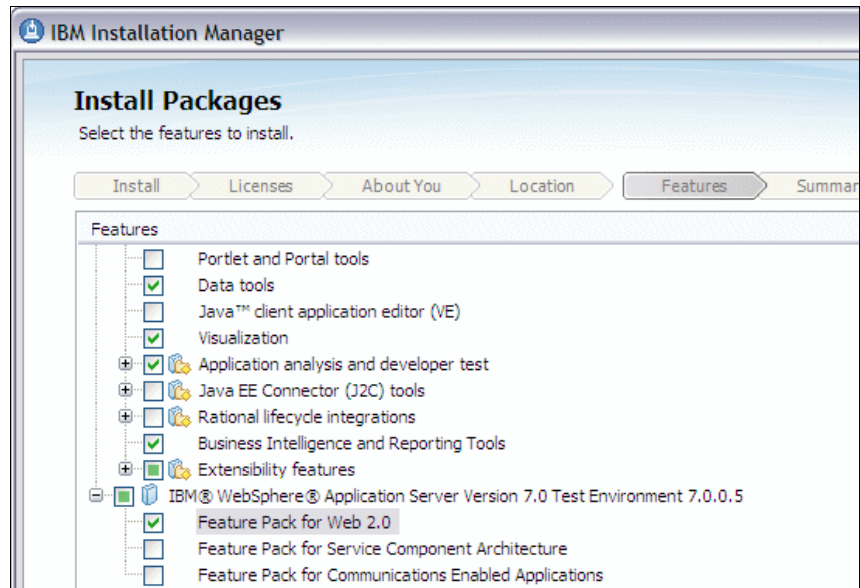 IBM Installation Manager
Install Packages
Select the features to install.
Install Licenses About You Location Features Summar
Features
Portlet and Portal tools
Data tools
Java™ client application editor (VE)
Visualization
Application analysis and developer test
Java EE Connector (J2C) tools
Rational lifecycle integrations
Business Intelligence and Reporting Tools
Extensibility features
IBM® WebSphere® Application Server Version 7.0 Test Environment 7.0.0.5
Feature Pack for Web 2.0
Feature Pack for Service Component Architecture
Feature Pack for Communications Enabled Applications